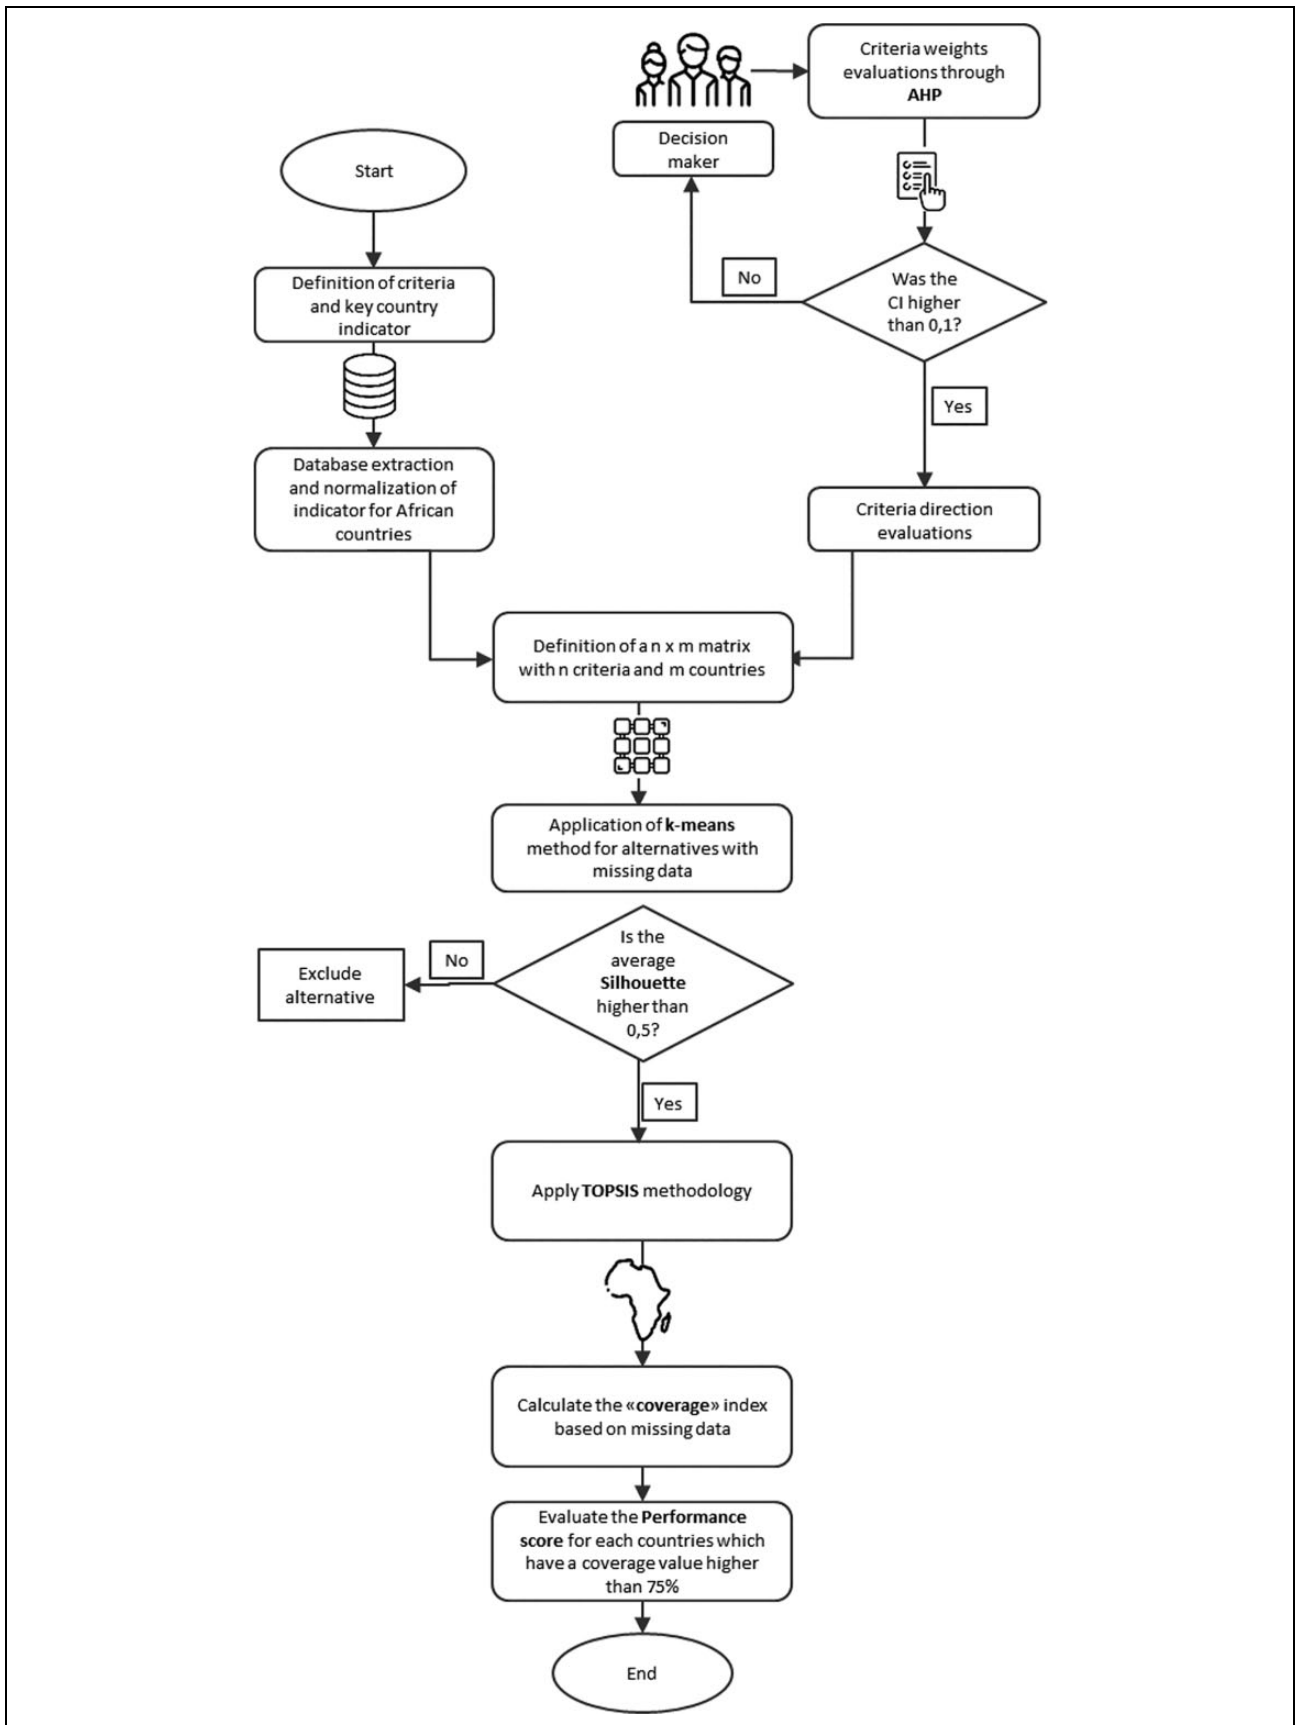 Criteria weights
evaluations through
AHP
Decision
maker
Start
Was the
CI higher
than 0,1?
No
Yes
Definition of criteria
and key country
indicator
Database extraction
and normalization of
indicator for African
countries
Criteria direction
evaluations
Definition of a n x m matrix
with n criteria and m countries
Application of k-means
method for alternatives with
missing data
Is the
average
Silhouette
higher than
0,5?
No
Exclude
alternative
Yes
Apply TOPSIS methodology
Calculate the «coverage» index
based on missing data
Evaluate the Performance
score for each countries which
have a coverage value higher
than 75%
End